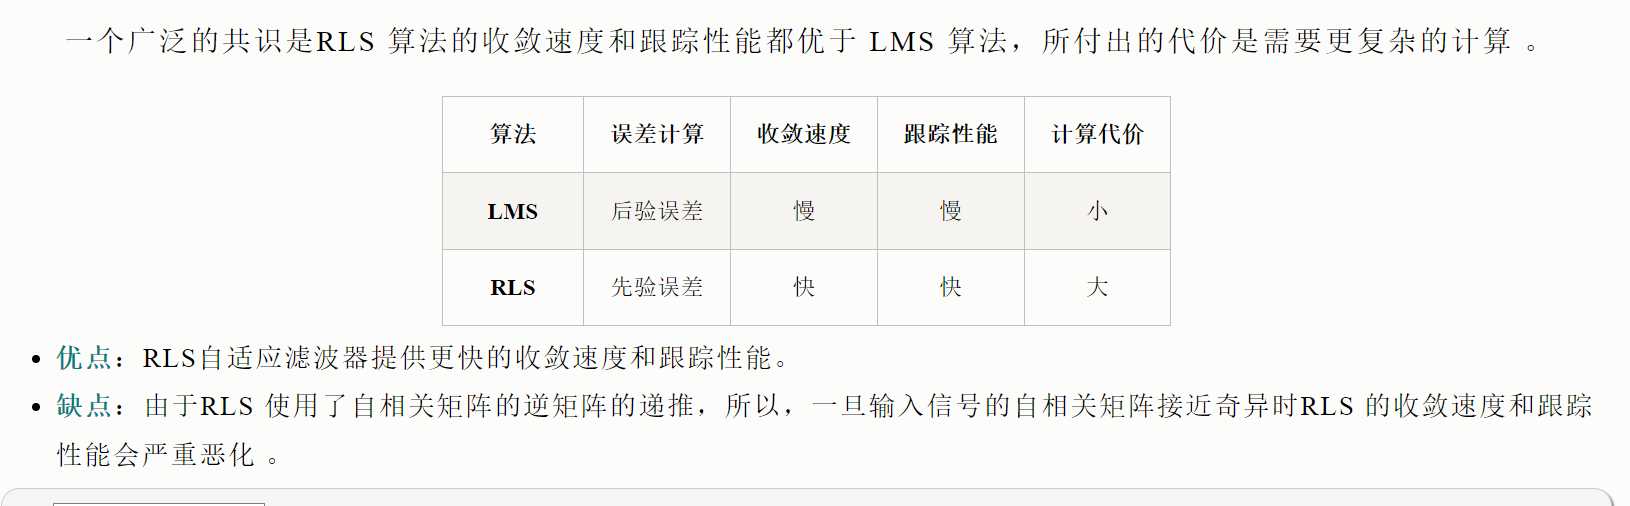 一个广泛的共识是RLS 算法的收敛速度和跟踪性能都优于 LMS 算法，所付出的代价是需要更复杂的计算 。
算法 误差计算 收敛速度 跟踪性能 计算代价
LMS 后验误差 慢 慢 小
RLS 先验误差 快 快 大
• 优点：RLS自适应滤波器提供更快的收敛速度和跟踪性能。
• 缺点：由于RLS 使用了自相关矩阵的逆矩阵的递推，所以，一旦输入信号的自相关矩阵接近奇异时RLS 的收敛速度和跟踪
性能会严重恶化 。